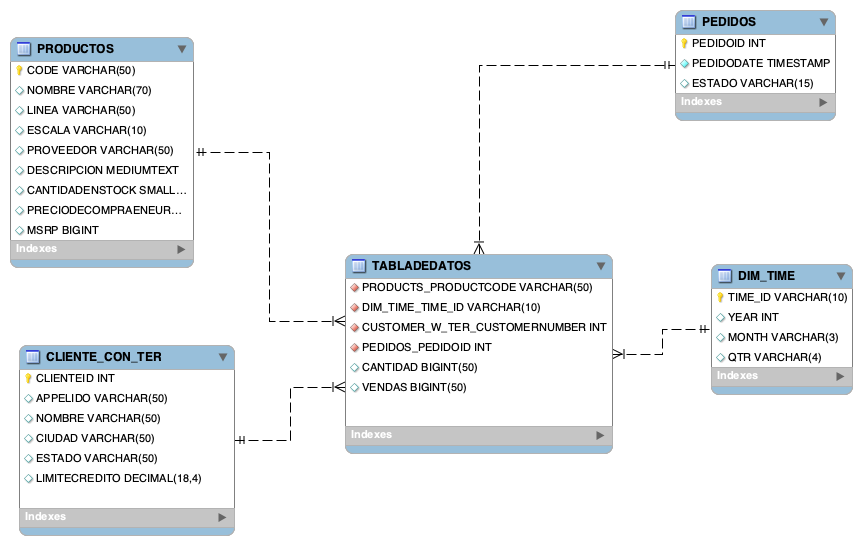 PRODUCTOS
CODE VARCHAR(50)
NOMBRE VARCHAR(70)
LINEA VARCHAR(50)
ESCALA VARCHAR(10)
PROVEEDOR VARCHAR(50)
DESCRIPCION MEDIUMTEXT
CANTIDADENSTOCK SMALL...
PRECIODECOMPRAENEUR...
MSRP BIGINT
Indexes
PEDIDOS
PEDIDOID INT
PEDIDODATE TIMESTAMP
ESTADO VARCHAR(15)
Indexes
TABLADEDATOS
PRODUCTS_PRODUCTCODE VARCHAR(50)
DIM_TIME_TIME_ID VARCHAR(10)
CUSTOMER_W_TER_CUSTOMERNUMBER INT
PEDIDOS_PEDIDOID INT
CANTIDAD BIGINT(50)
VENDAS BIGINT(50)
Indexes
DIM_TIME
TIME_ID VARCHAR(10)
YEAR INT
MONTH VARCHAR(3)
QTR VARCHAR(4)
Indexes
CLIENTE_CON_TER
CLIENTEID INT
APPELIDO VARCHAR(50)
NOMBRE VARCHAR(50)
CIUDAD VARCHAR(50)
ESTADO VARCHAR(50)
LIMITECREDITO DECIMAL(18,4)
Indexes